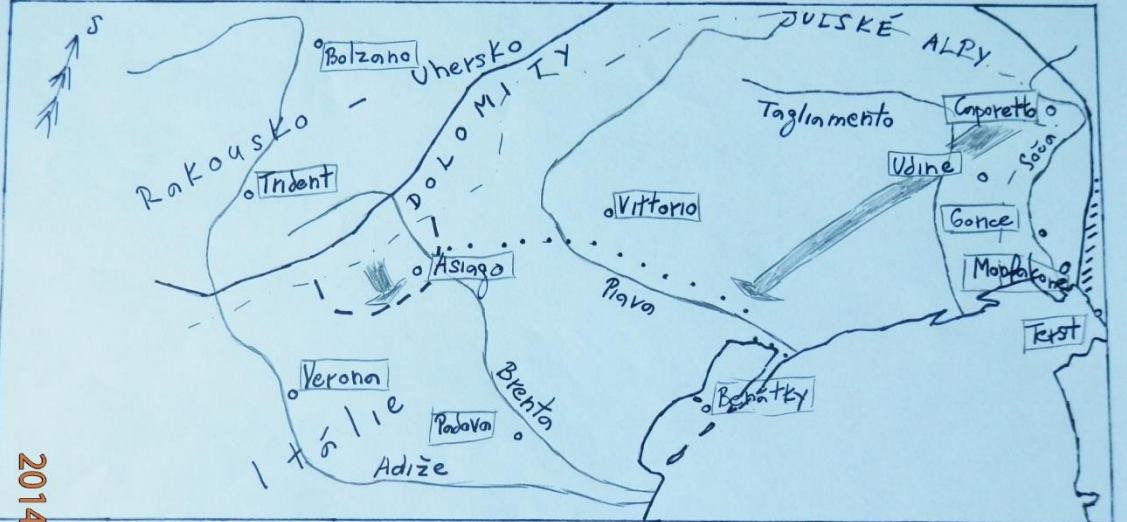 S
JULSKÉ ALPY
Bolzano
Uhersko
DOLOMITY
Rakousko
Tagliamento
Caporetto
Soča
Udine
Trident
Vittorio
Gorice
Asiago
Monfalcone
Piava
Terst
Verona
Brenta
Benátky
Itálie
Padova
Adiže
2014